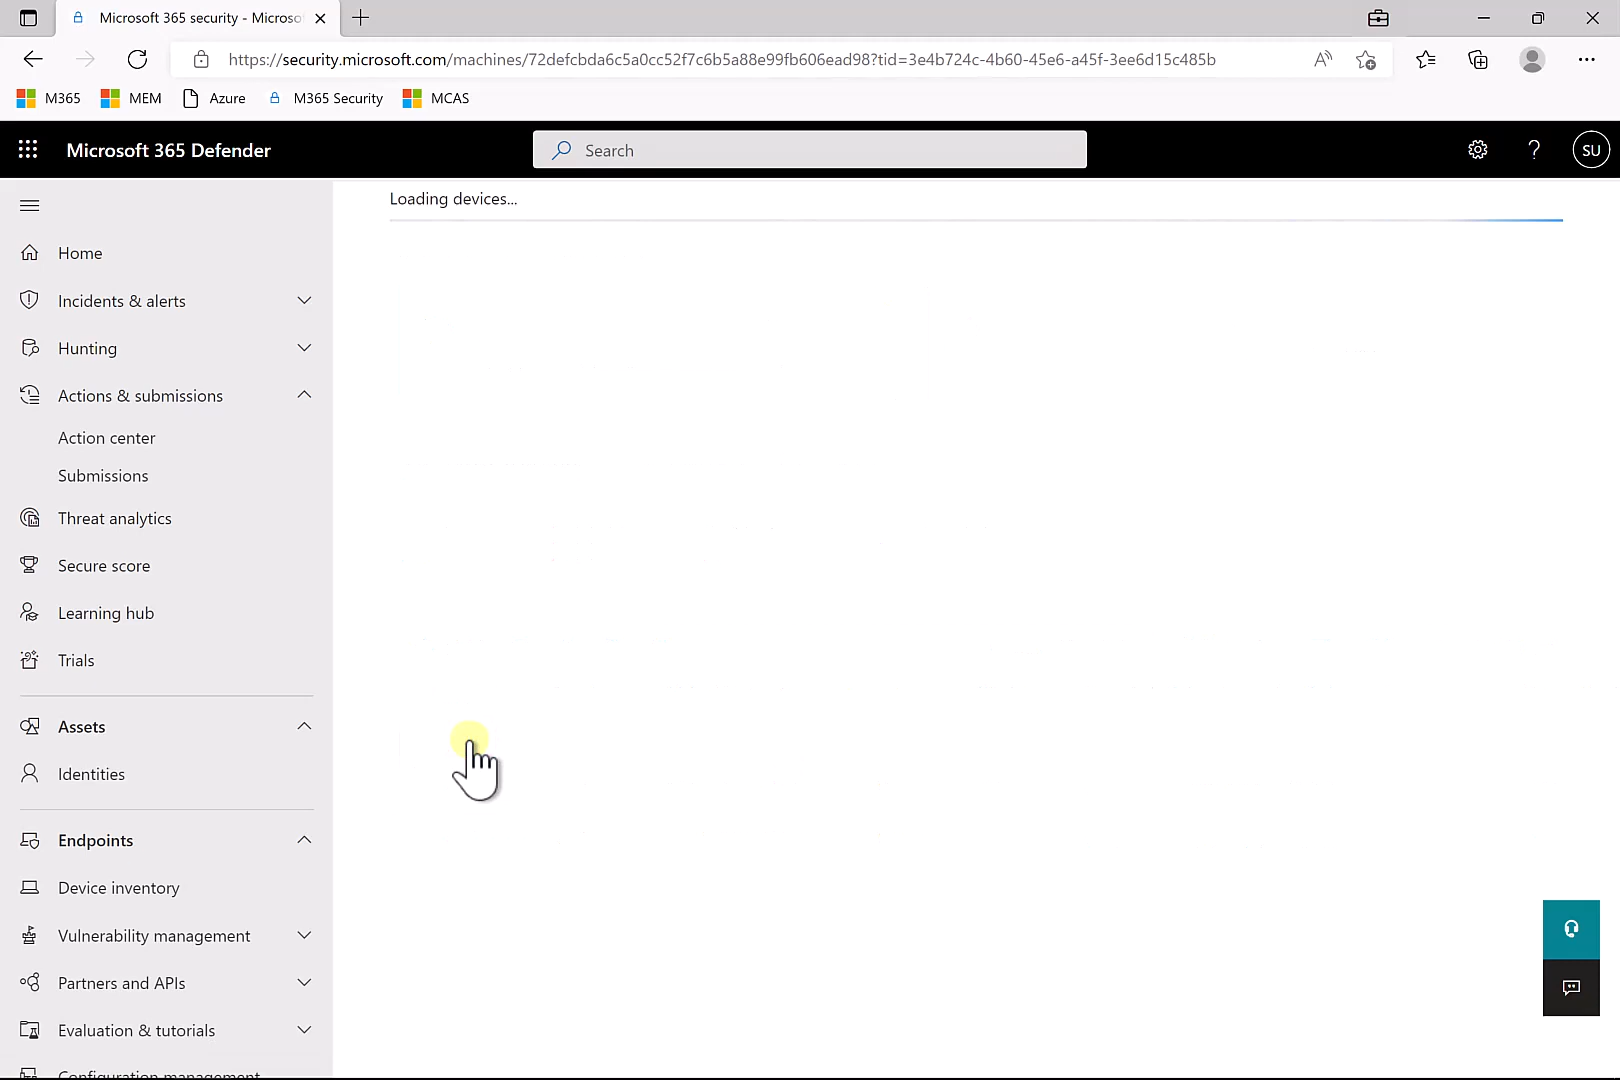 Microsoft 365 security - Microso
https://security.microsoft.com/machines/72defcbda6c5a0cc52f7c6b5a88e99fb606ead98?tid=3e4b724c-4b60-45e6-a45f-3ee6d15c485b
M365
MEM
Azure
M365 Security
MCAS
Microsoft 365 Defender
Search
SU
Loading devices...
Home
Incidents & alerts
Hunting
Actions & submissions
Action center
Submissions
Threat analytics
Secure score
Learning hub
Trials
Assets
Identities
Endpoints
Device inventory
Vulnerability management
Partners and APIs
Evaluation & tutorials
Configuration management